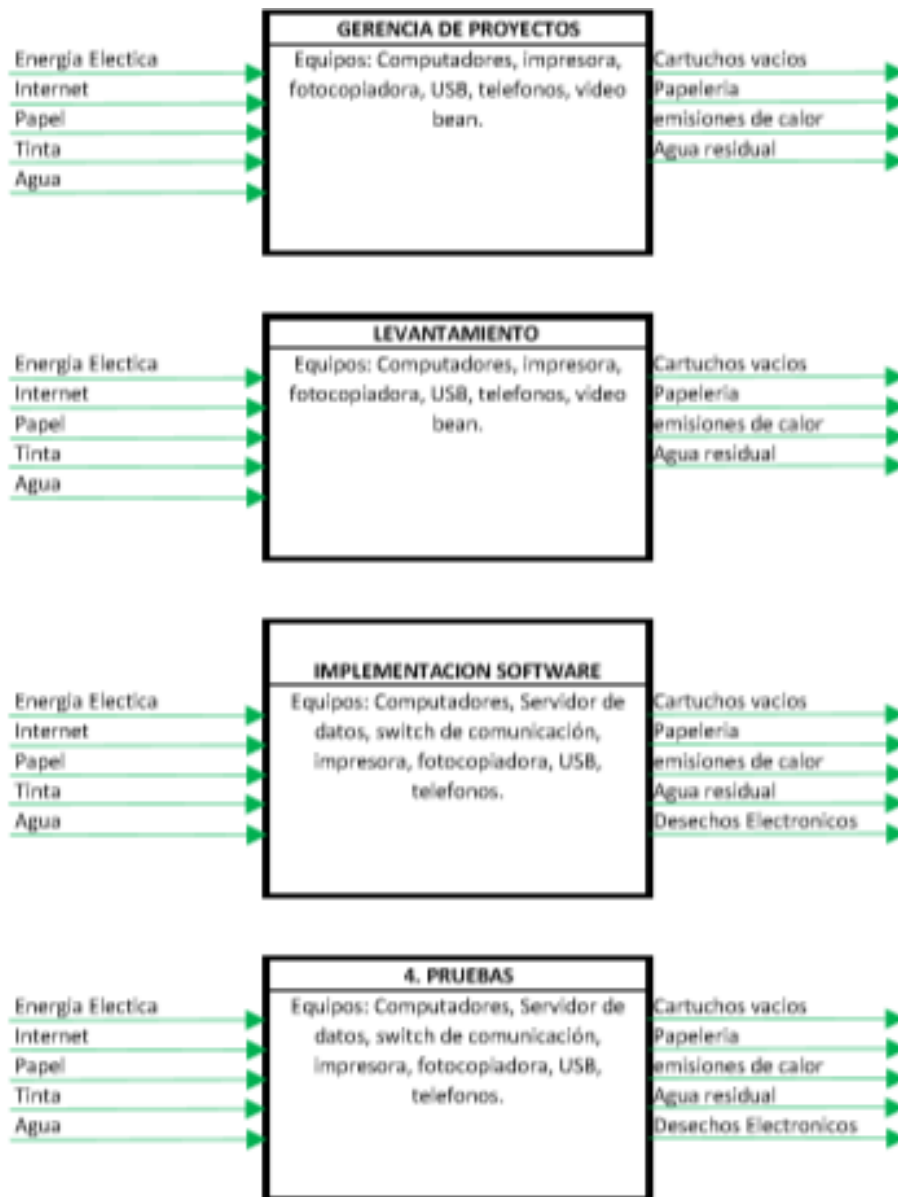 GERENCIA DE PROYECTOS
Energía Electica
Internet
Papel
Tinta
Agua
Equipos: Computadores, impresora,
fotocopiadora, USB, telefonos, video
bean.
Cartuchos vacios
Papeleria
emisiones de calor
Agua residual
LEVANTAMIENTO
Energía Electica
Internet
Papel
Tinta
Agua
Equipos: Computadores, impresora,
fotocopiadora, USB, telefonos, video
bean.
Cartuchos vacios
Papeleria
emisiones de calor
Agua residual
IMPLEMENTACION SOFTWARE
Energía Electica
Internet
Papel
Tinta
Agua
Equipos: Computadores, Servidor de
datos, switch de comunicación,
impresora, fotocopiadora, USB,
telefonos.
Cartuchos vacios
Papeleria
emisiones de calor
Agua residual
Desechos Electronicos
4. PRUEBAS
Energía Electica
Internet
Papel
Tinta
Agua
Equipos: Computadores, Servidor de
datos, switch de comunicación,
impresora, fotocopiadora, USB,
telefonos.
Cartuchos vacios
Papeleria
emisiones de calor
Agua residual
Desechos Electronicos